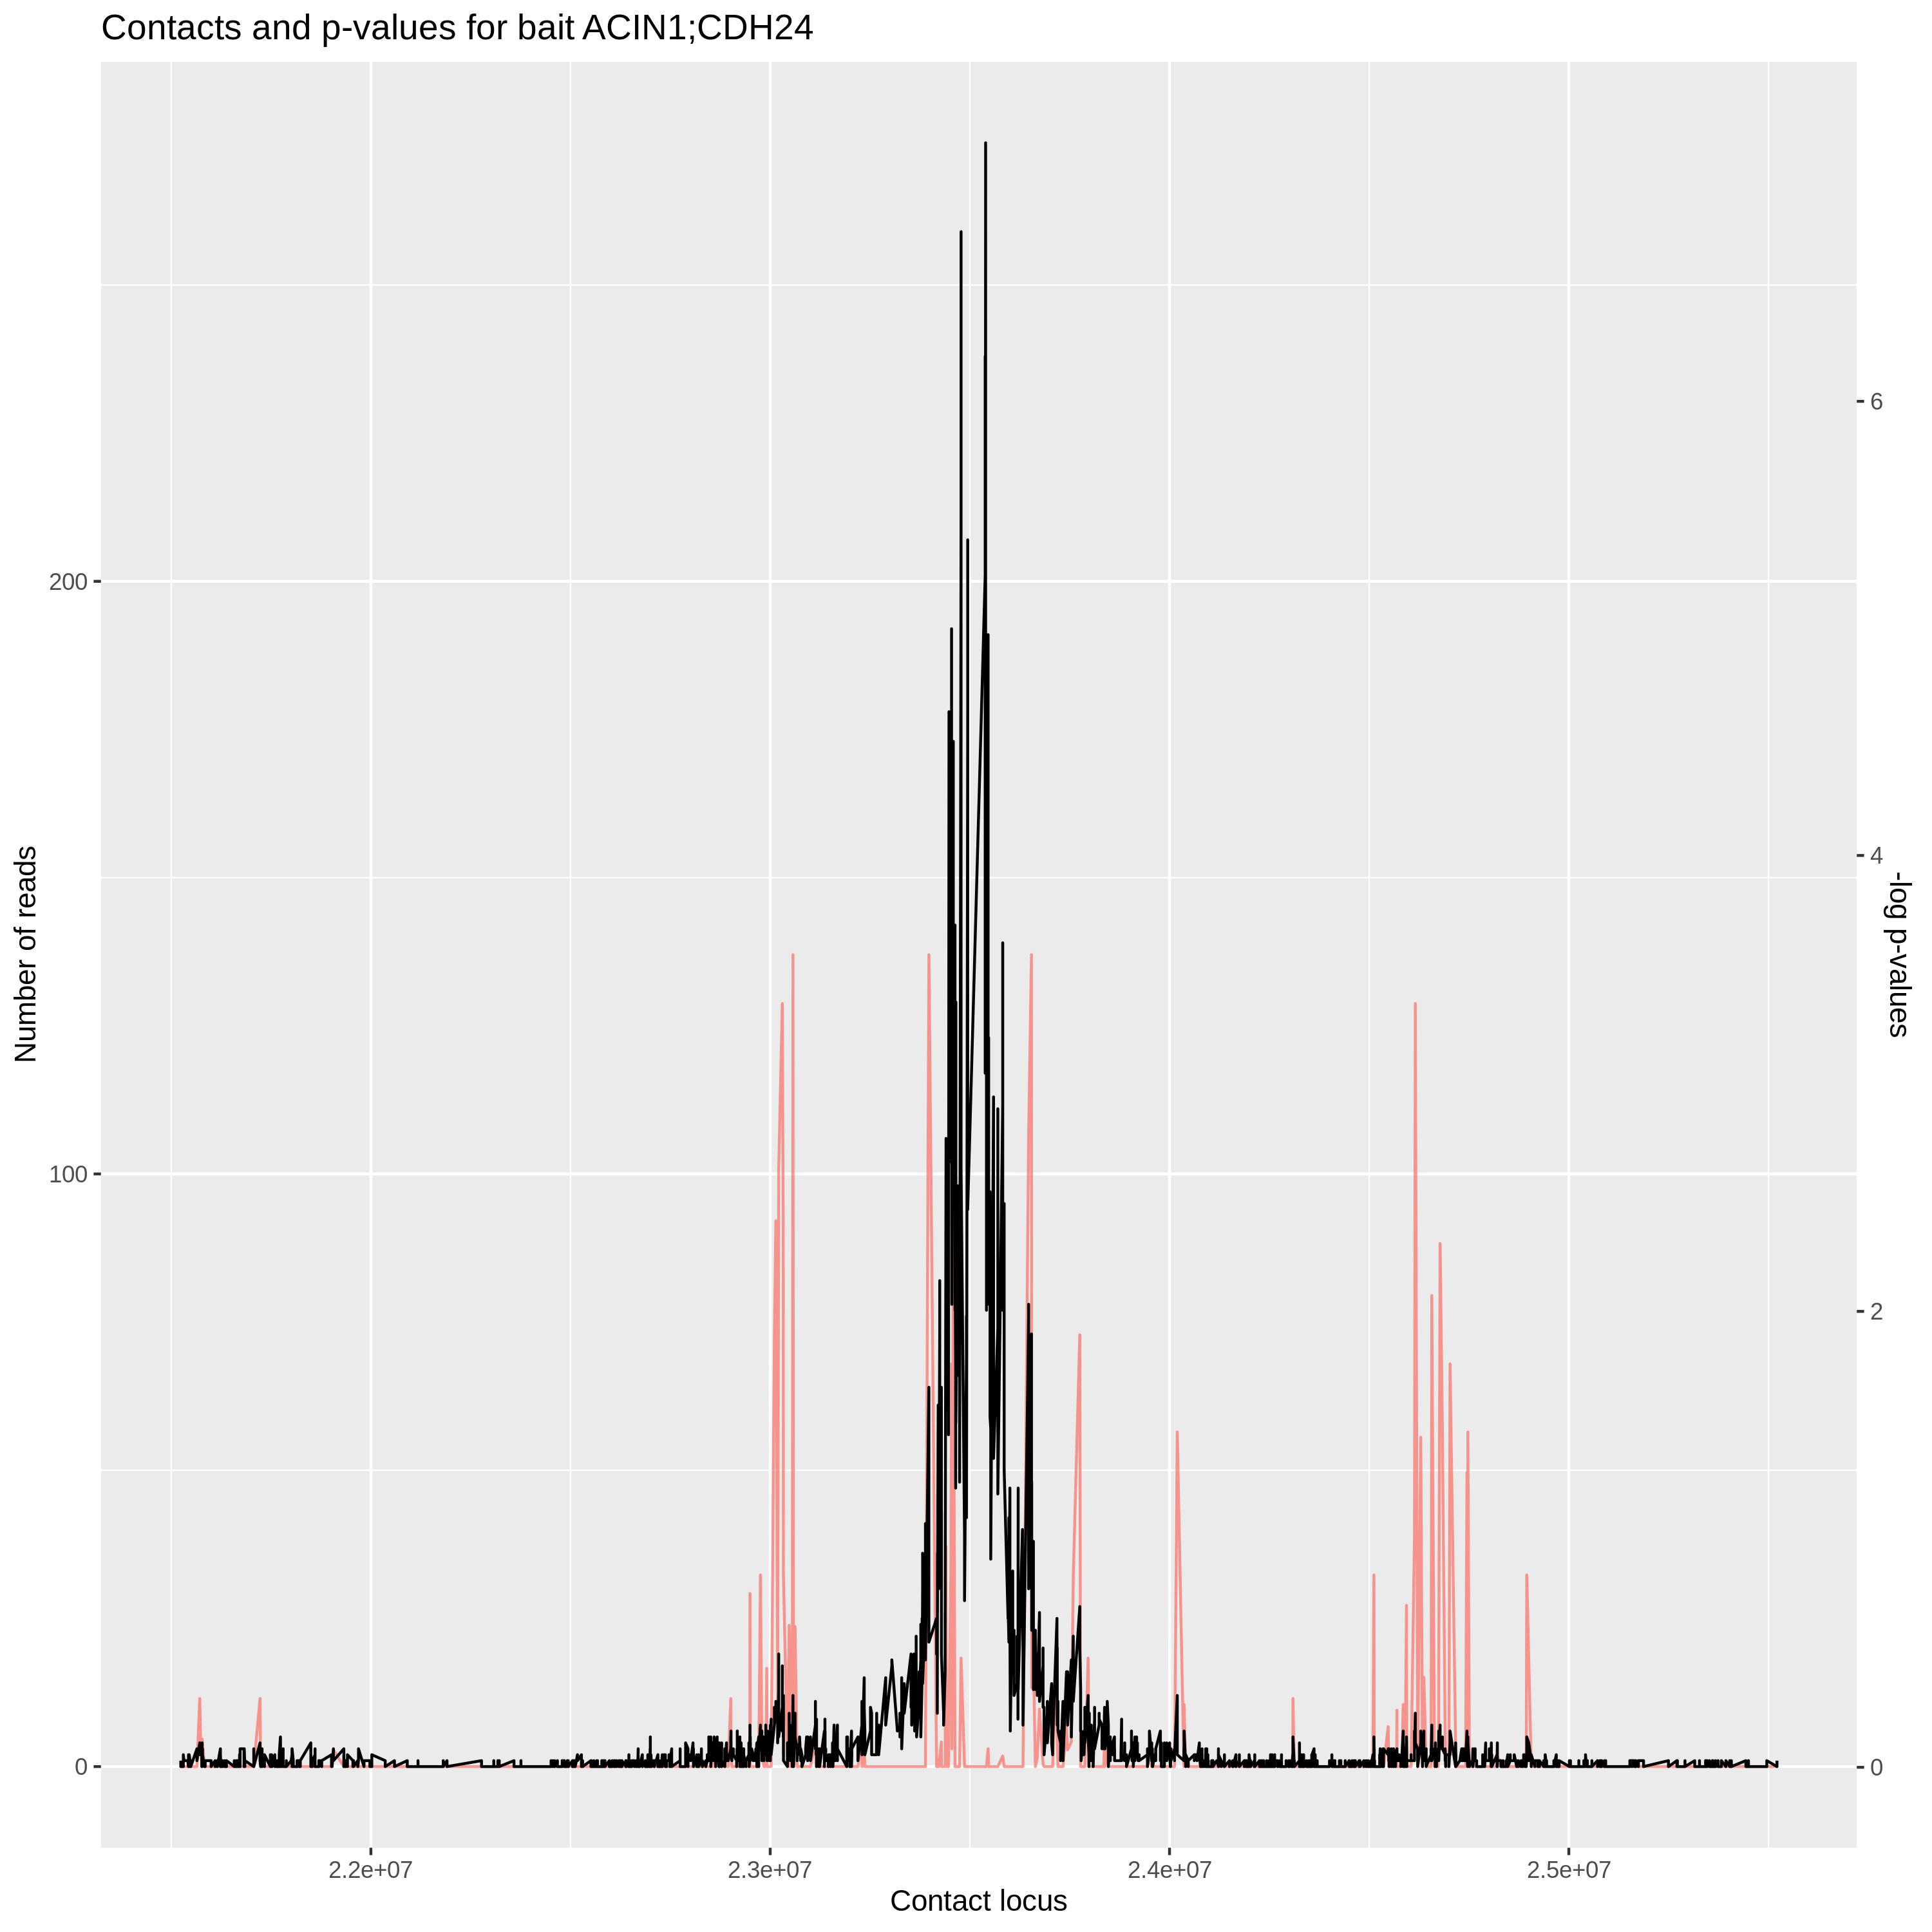 Contacts and p-values for bait ACIN1;CDH24
Number of reads
200
100
0
6
4
2
0
-log p-values
2.2e+07
2.3e+07
2.4e+07
2.5e+07
Contact locus